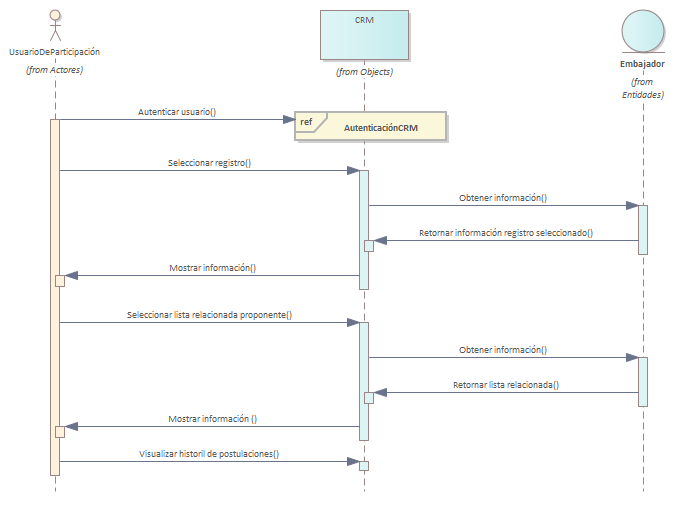 CRM
UsuarioDeParticipación
(from Actores)
(from Objects)
Embajador
(from
Entidades)
Autenticar usuario()
ref
AutenticaciónCRM
Seleccionar registro()
Obtener información()
Retornar información registro seleccionado()
Mostrar información()
Seleccionar lista relacionada proponente()
Obtener información()
Retornar lista relacionada()
Mostrar información ()
Visualizar historil de postulaciones()